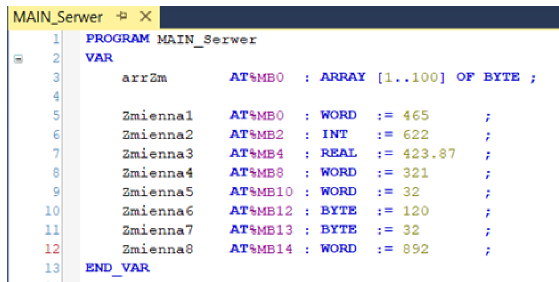 MAIN_Serwer
1 PROGRAM MAIN_Serwer
2 VAR
3 arrZm AT%MB0 : ARRAY [1..100] OF BYTE ;
4
5 Zmienna1 AT%MB0 : WORD := 465 ;
6 Zmienna2 AT%MB2 : INT := 622 ;
7 Zmienna3 AT%MB4 : REAL := 423.87 ;
8 Zmienna4 AT%MB8 : WORD := 321 ;
9 Zmienna5 AT%MB10 : WORD := 32 ;
10 Zmienna6 AT%MB12 : BYTE := 120 ;
11 Zmienna7 AT%MB13 : BYTE := 32 ;
12 Zmienna8 AT%MB14 : WORD := 892 ;
13 END_VAR